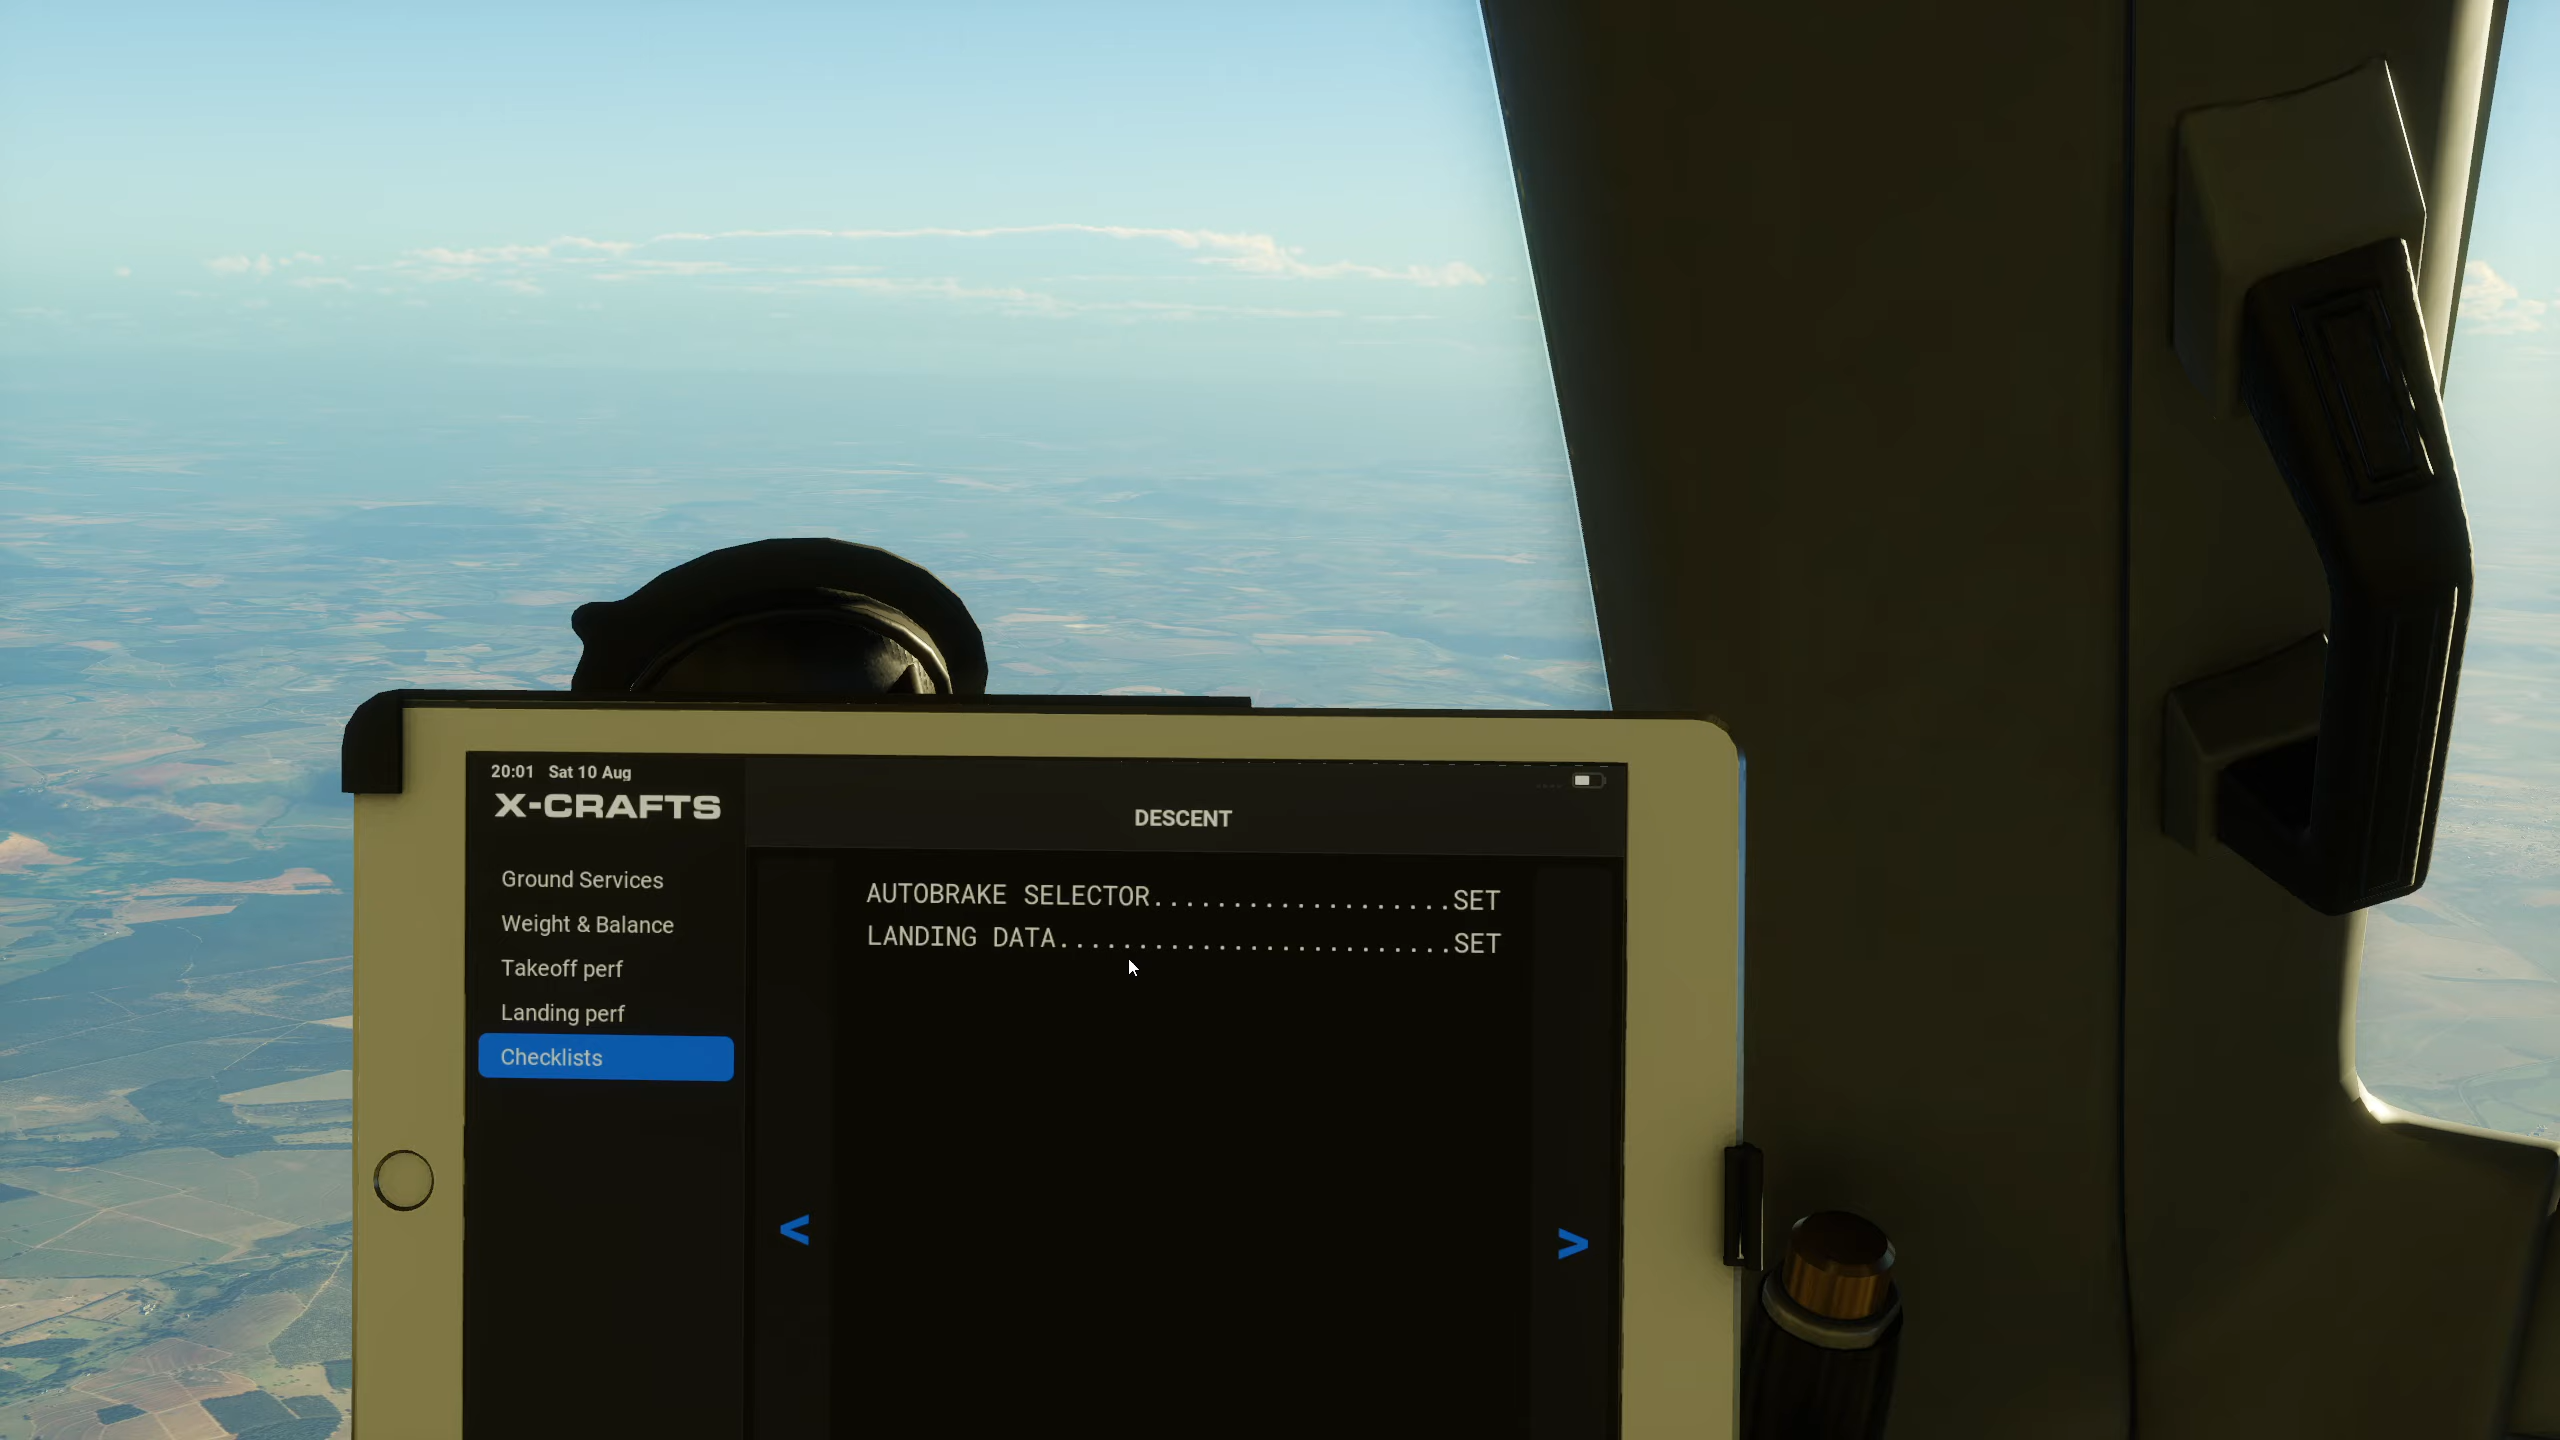 20:01 Sat 10 Aug
X-CRAFTS
DESCENT
Ground Services
Weight & Balance
Takeoff perf
Landing perf
Checklists
AUTOBRAKE SELECTOR...................SET
LANDING DATA.........................SET
< >